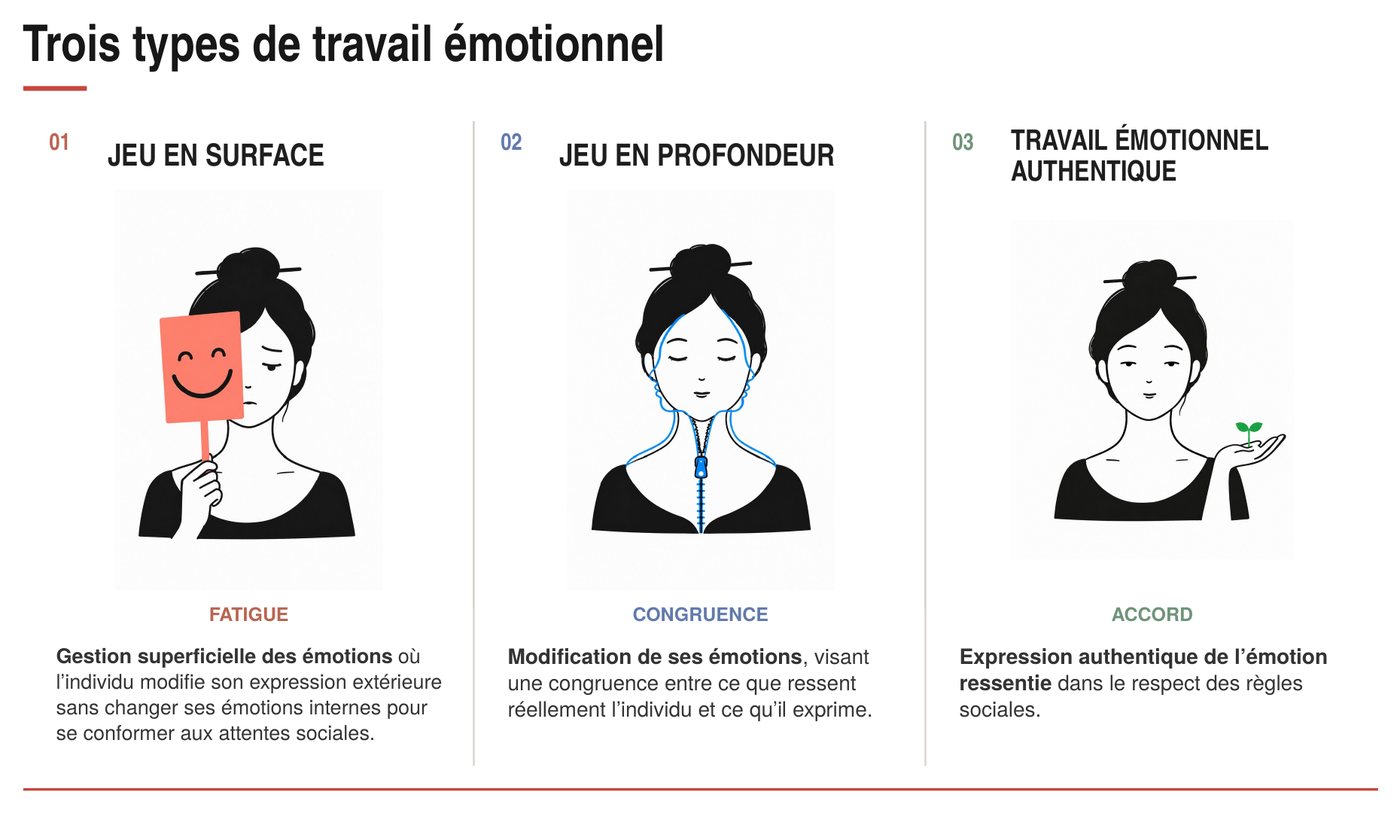 Trois types de travail émotionnel
01
JEU EN SURFACE
FATIGUE
Gestion superficielle des émotions où
l’individu modifie son expression extérieure
sans changer ses émotions internes pour
se conformer aux attentes sociales.
02
JEU EN PROFONDEUR
CONGRUENCE
Modification de ses émotions, visant
une congruence entre ce que ressent
réellement l’individu et ce qu’il exprime.
03
TRAVAIL ÉMOTIONNEL
AUTHENTIQUE
ACCORD
Expression authentique de l’émotion
ressentie dans le respect des règles
sociales.